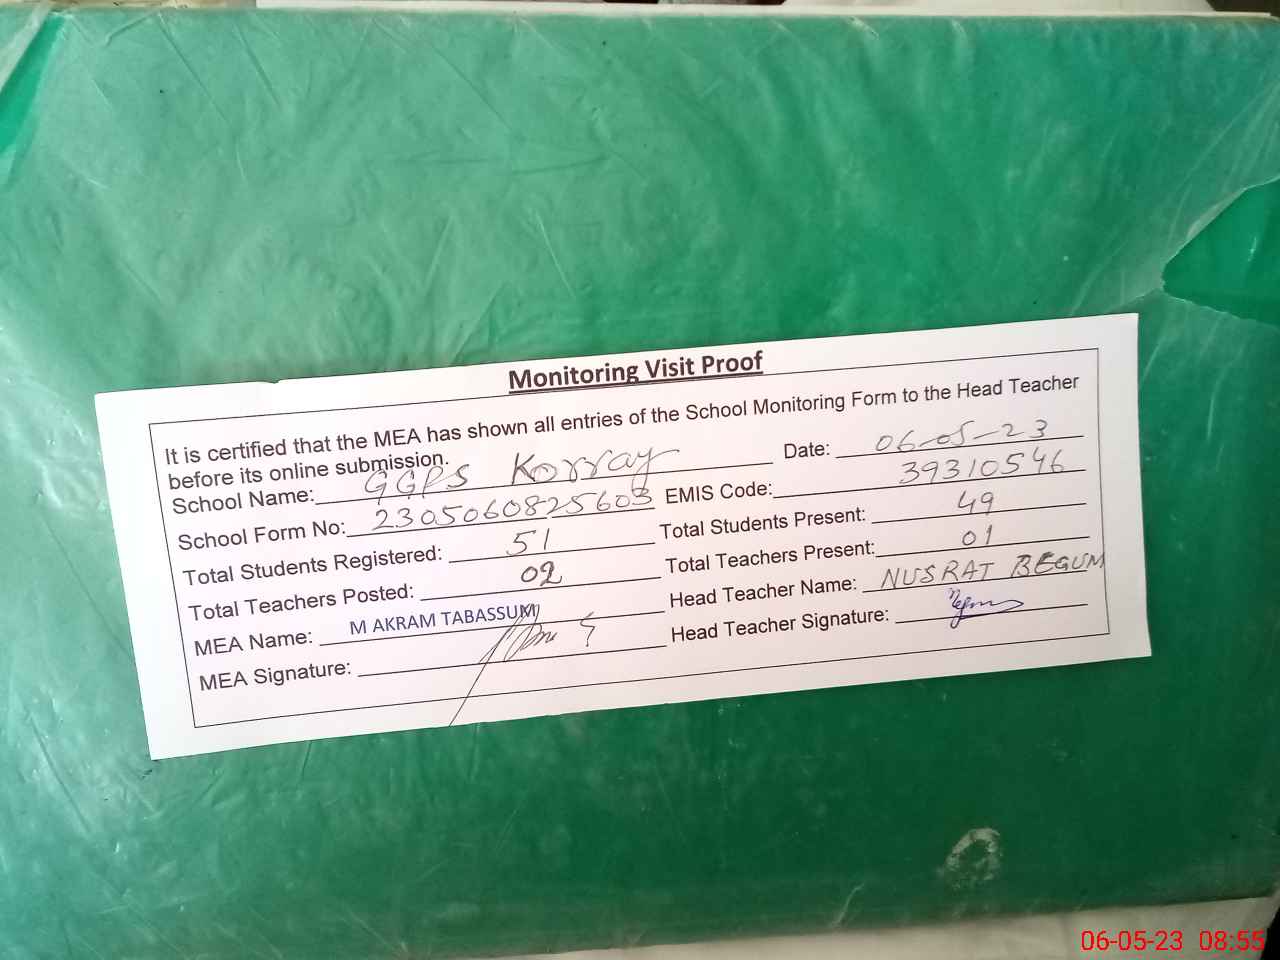 Monitoring Visit Proof
It is certified that the MEA has shown all entries of the School Monitoring Form to the Head Teacher
before its online submission.
School Name: GGPS Korray Date: 06-05-23
School Form No: 2305060825603 EMIS Code: 39310546
Total Students Registered: 51 Total Students Present: 49
Total Teachers Posted: 02 Total Teachers Present: 01
MEA Name: M AKRAM TABASSUM Head Teacher Name: NUSRAT BEGUM
MEA Signature: Head Teacher Signature:
06-05-23 08:55